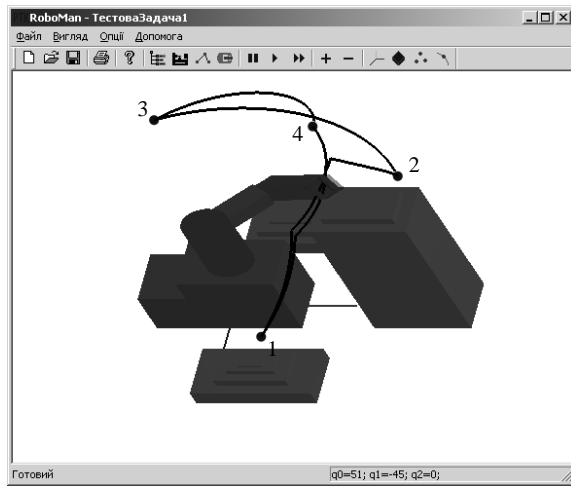 RoboMan - ТестоваЗадача1
Файл Вигляд Опції Допомога
3
4
2
1
Готовий
q0=51; q1=-45; q2=0;